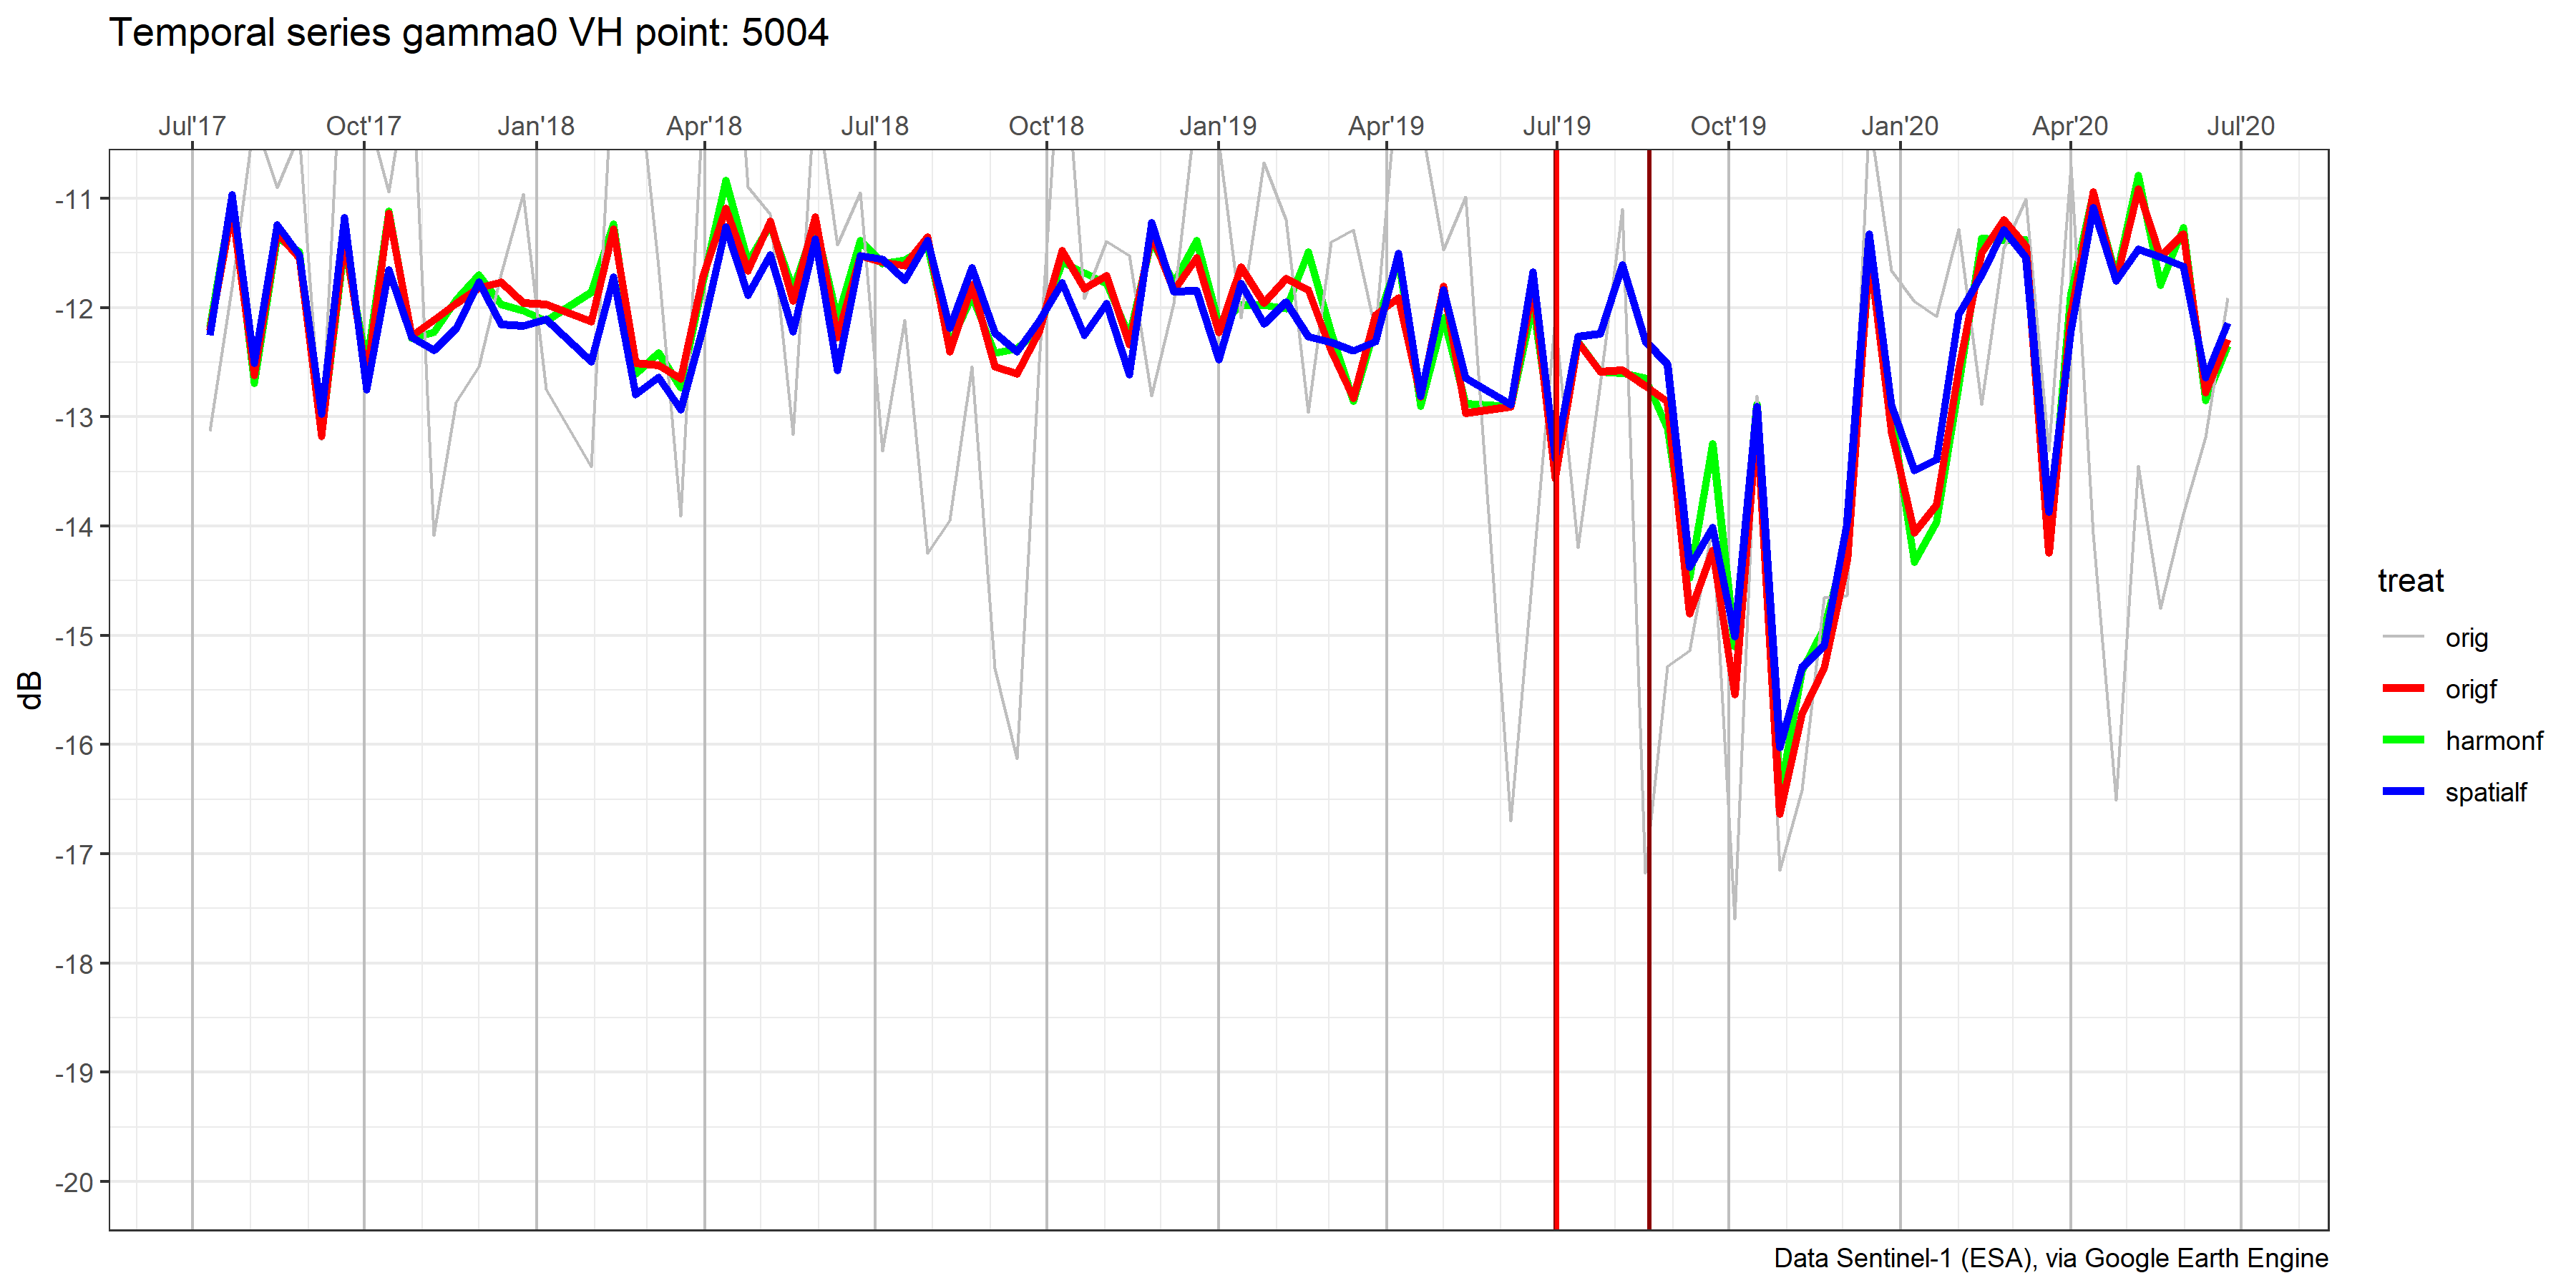 Temporal series gamma0 VH point: 5004
Jul'17 Oct'17 Jan'18 Apr'18 Jul'18 Oct'18 Jan'19 Apr'19 Jul'19 Oct'19 Jan'20 Apr'20 Jul'20
-11
-12
-13
-14
-15
-16
-17
-18
-19
-20
dB
treat
orig
origf
harmonf
spatialf
Data Sentinel-1 (ESA), via Google Earth Engine